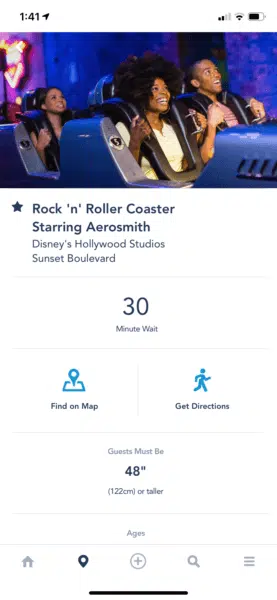 1:41
Rock 'n' Roller Coaster
Starring Aerosmith
Disney's Hollywood Studios
Sunset Boulevard
30
Minute Wait
Find on Map
Get Directions
Guests Must Be
48"
(122cm) or taller
Ages